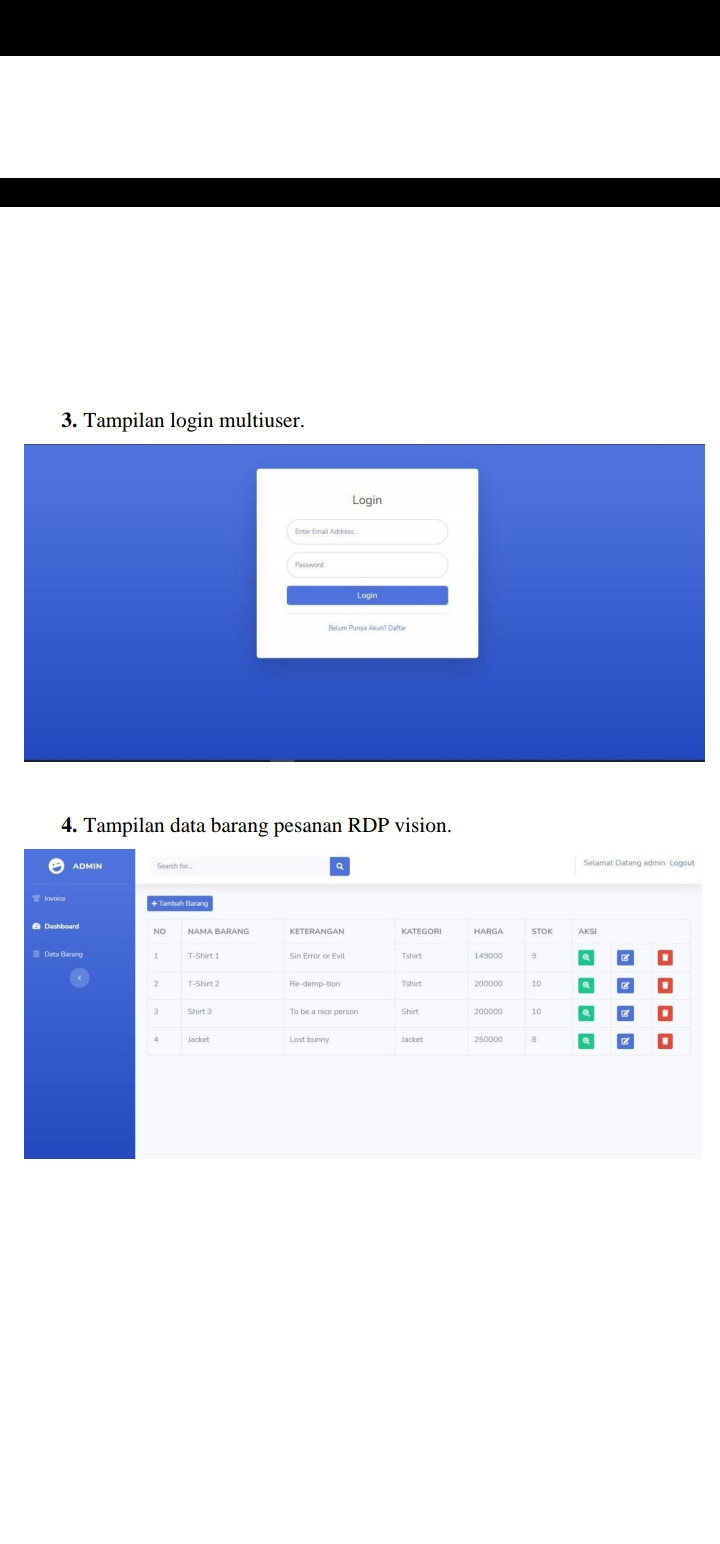 3. Tampilan login multiuser.
Login
Enter Email Address...
Password
Login
Belum Punya Akun? Daftar
4. Tampilan data barang pesanan RDP vision.
ADMIN
Search for...
Selamat Datang admin Logout
Invoice
Dashboard
Data Barang
+ Tambah Barang
NO NAMA BARANG KETERANGAN KATEGORI HARGA STOK AKSI
1 T-Shirt 1 Sin Error or Evil Tshirt 149000 9
2 T-Shirt 2 Re-demp-tion Tshirt 200000 10
3 Shirt 3 To be a nice person Shirt 200000 10
4 Jacket Lost bunny Jacket 250000 8